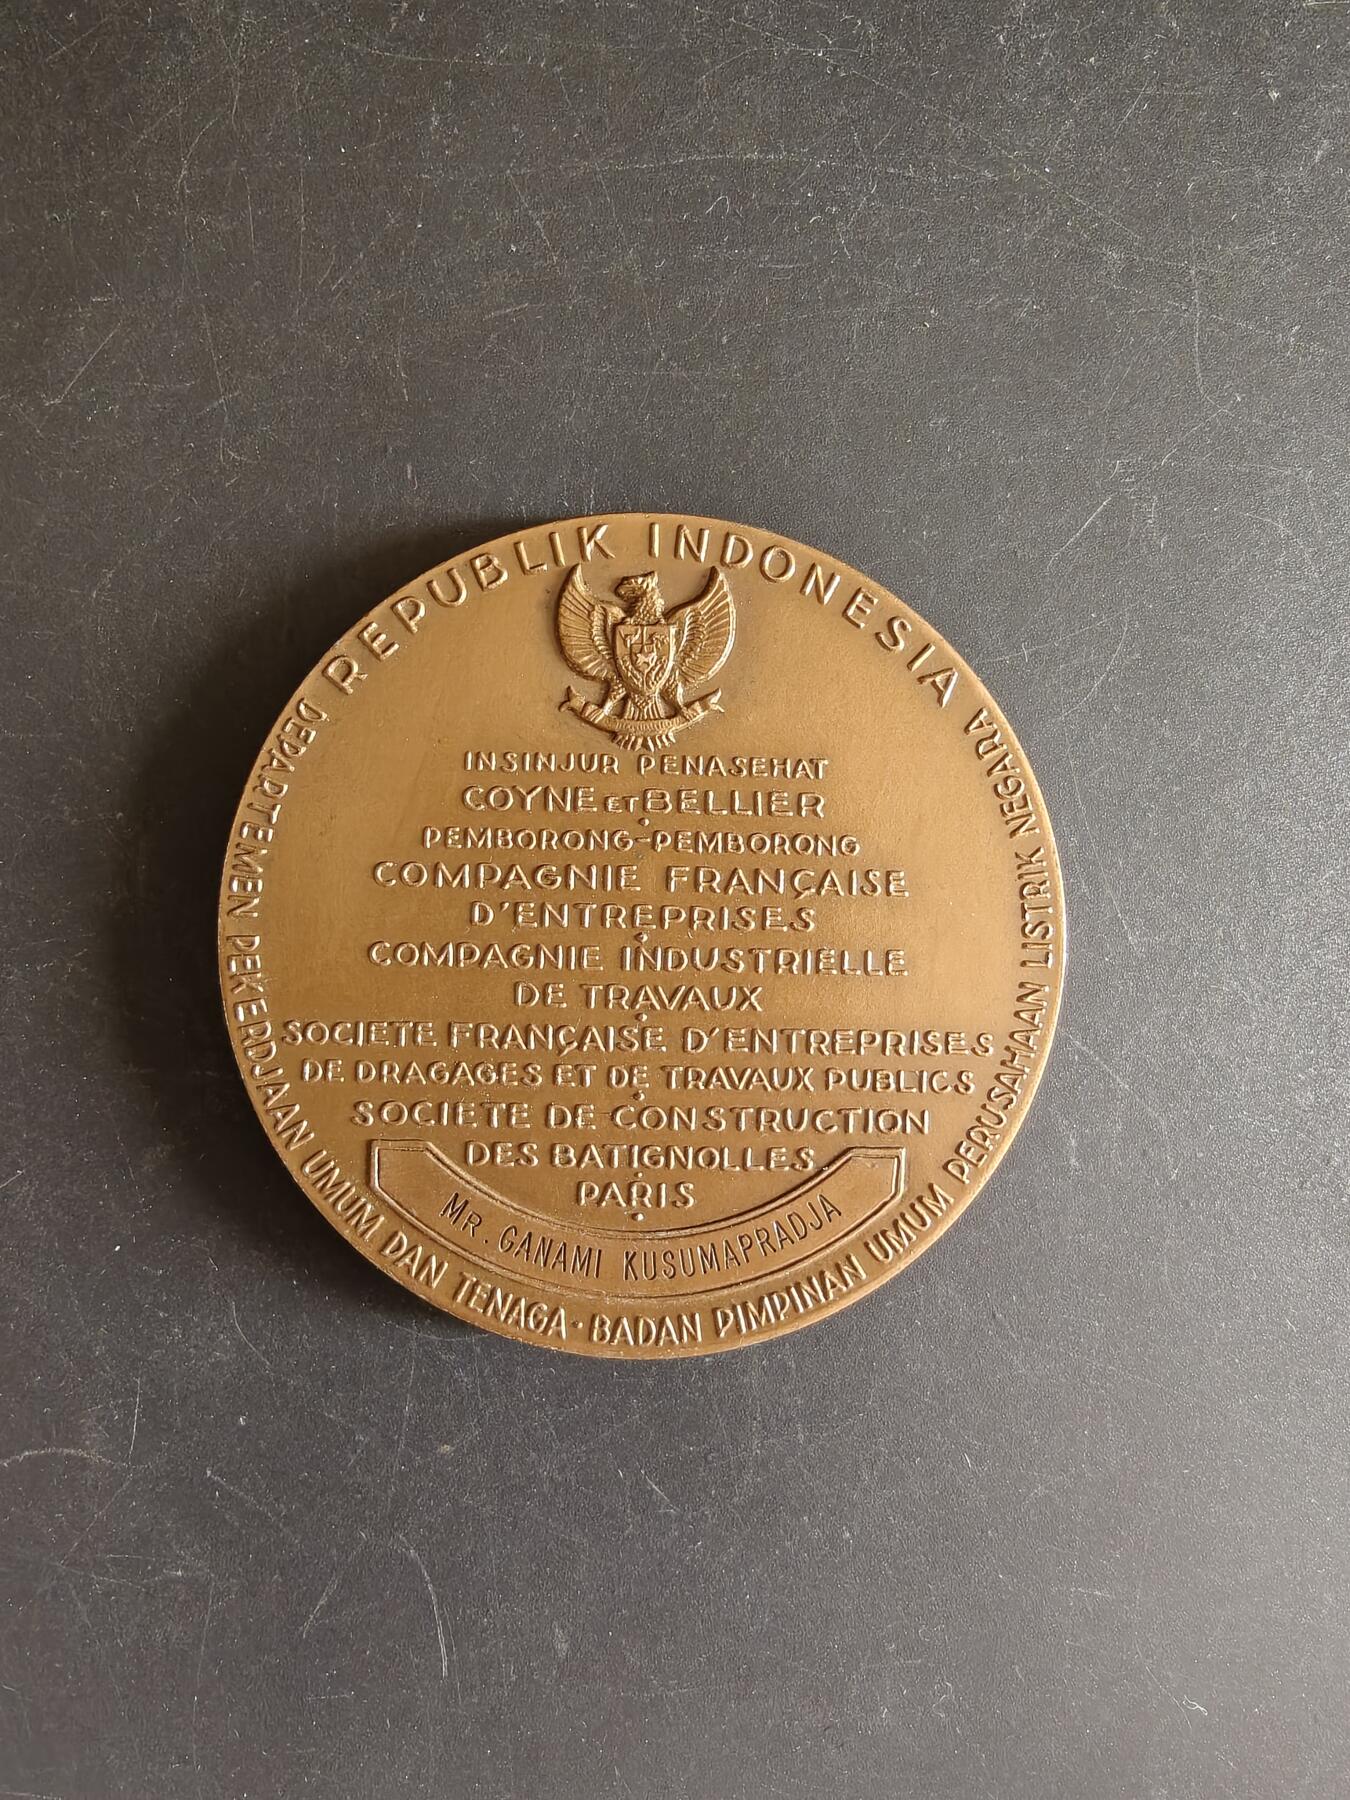 REPUBLIK INDONESIA
DEPARTEMEN PEKERDJAAN UMUM DAN TENAGA · BADAN PIMPINAN UMUM PERUSAHAAN LISTRIK NEGARA
INSINJUR PENASEHAT
COYNE ET BELLIER
PEMBORONG-PEMBORONG
COMPAGNIE FRANÇAISE
D'ENTREPRISES
COMPAGNIE INDUSTRIELLE
DE TRAVAUX
SOCIETE FRANÇAISE D'ENTREPRISES
DE DRAGAGES ET DE TRAVAUX PUBLICS
SOCIETE DE CONSTRUCTION
DES BATIGNOLLES
PARIS
MR. GANAMI KUSUMAPRADJA